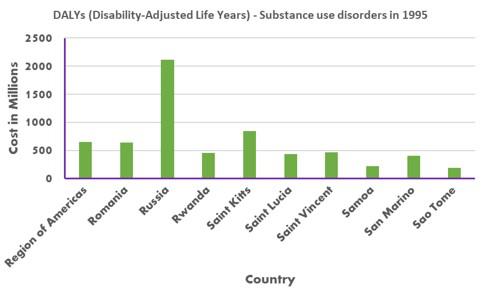 DALYs (Disability-Adjusted Life Years) - Substance use disorders in 1995
Cost in Millions
2500
2000
1500
1000
500
0
Region of Americas
Romania
Russia
Rwanda
Saint Kitts
Saint Lucia
Saint Vincent
Samoa
San Marino
Sao Tome
Country